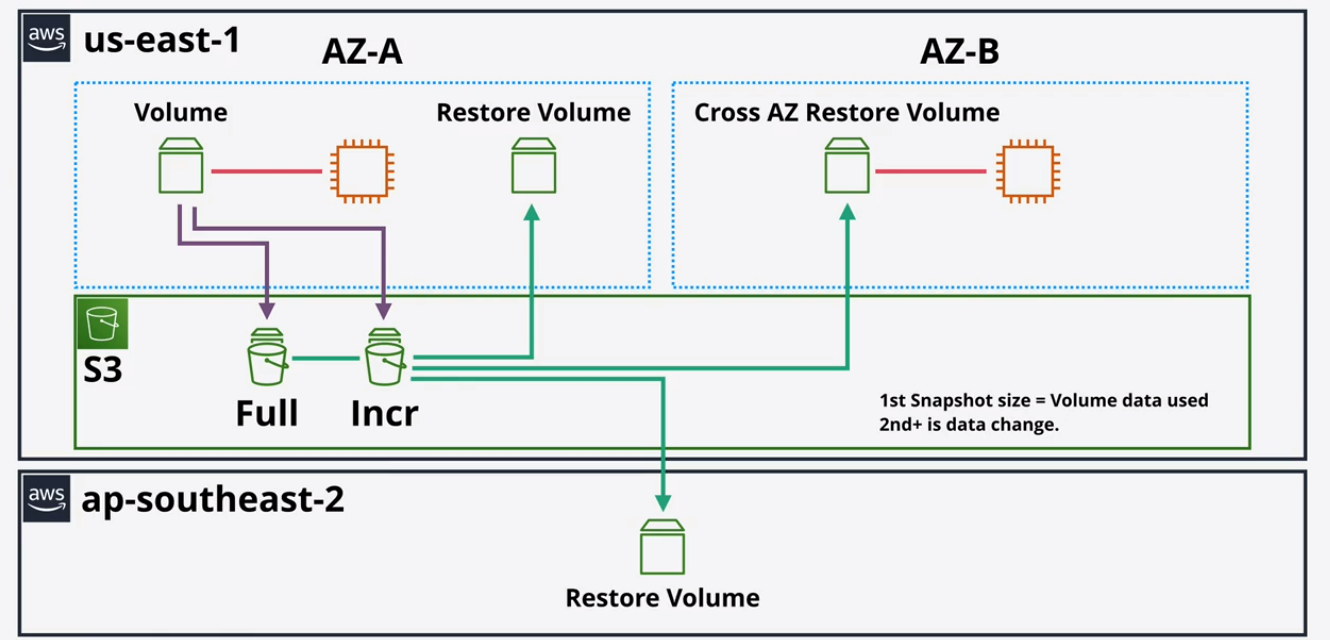 aws
us-east-1
AZ-A
AZ-B
Volume
Restore Volume
Cross AZ Restore Volume
S3
Full
Incr
1st Snapshot size = Volume data used
2nd+ is data change.
aws
ap-southeast-2
Restore Volume